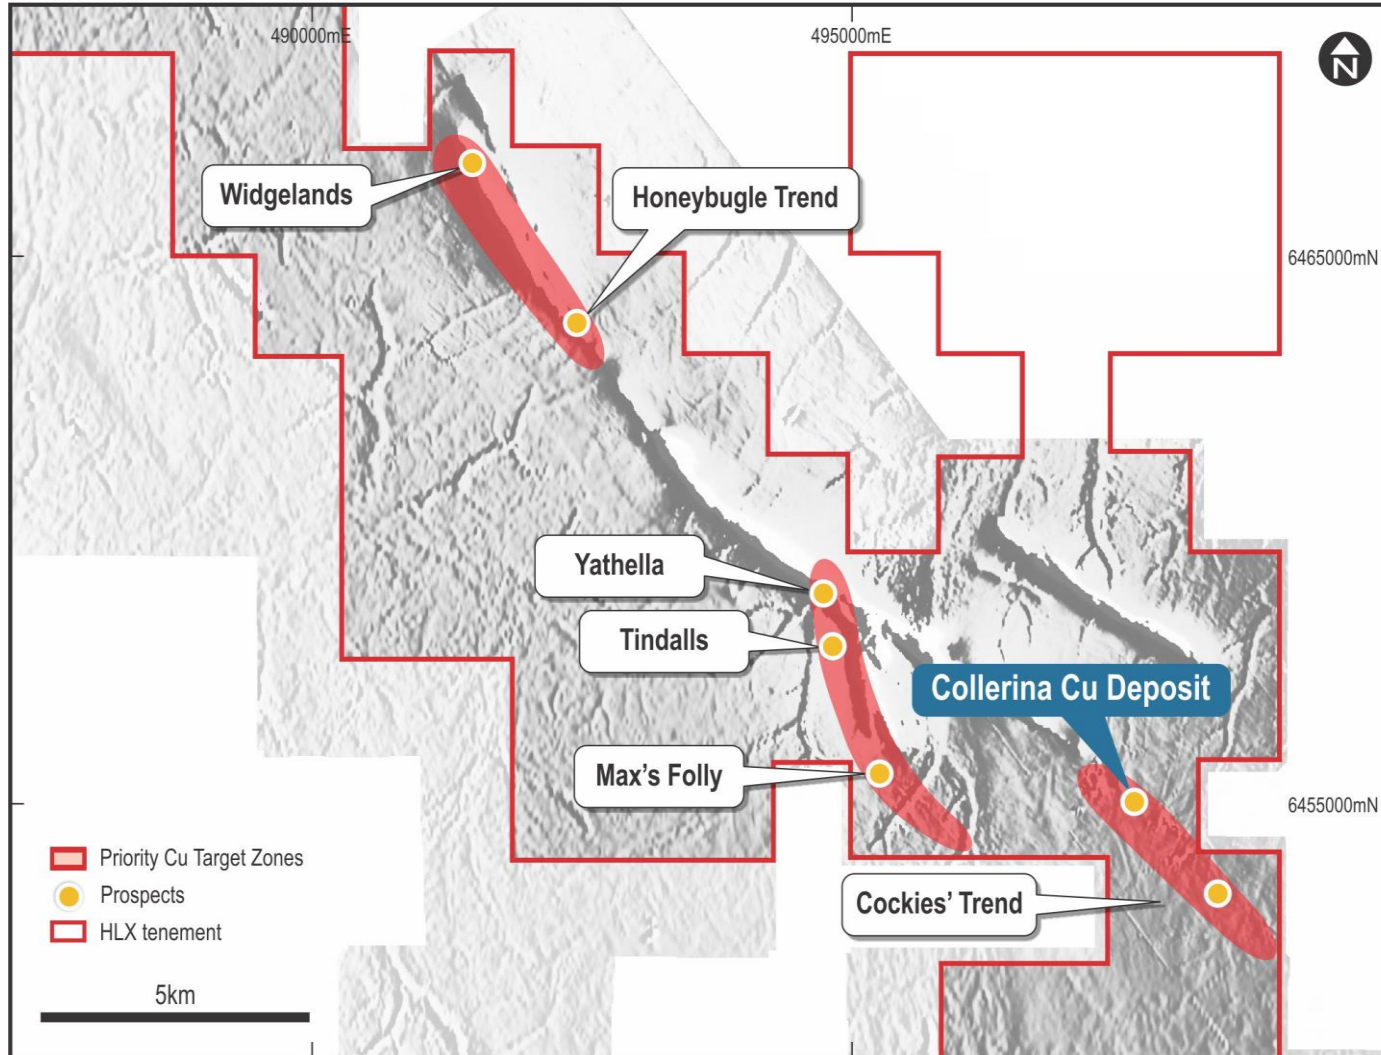 490000mE
495000mE
N
Widgelands
Honeybugle Trend
6465000mN
Yathella
Tindalls
Collerina Cu Deposit
Max's Folly
6455000mN
Priority Cu Target Zones
Prospects
Cockies' Trend
HLX tenement
5km